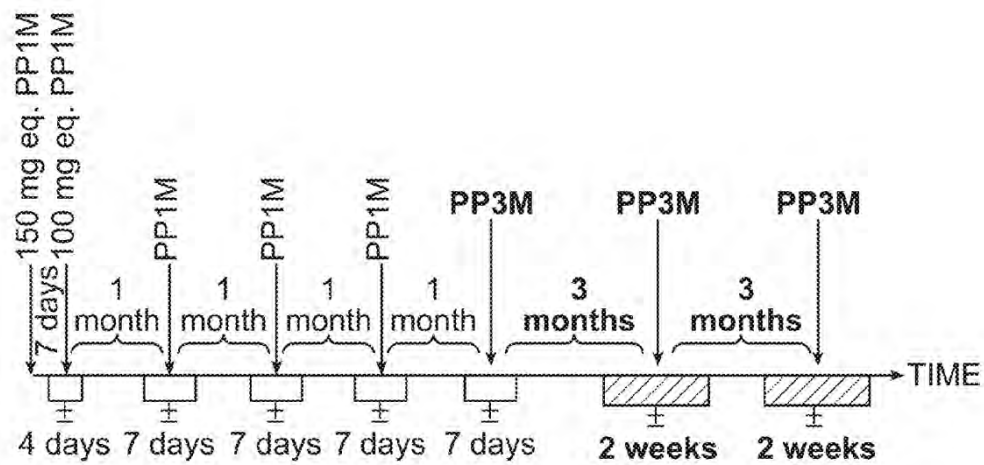 150 mg eq. PP1M
7 days
100 mg eq. PP1M
PP1M
PP1M
PP1M
PP3M
PP3M
PP3M
1
month
1
month
1
month
1
month
3
months
3
months
TIME
±
4 days
±
7 days
±
7 days
±
7 days
±
7 days
±
2 weeks
±
2 weeks